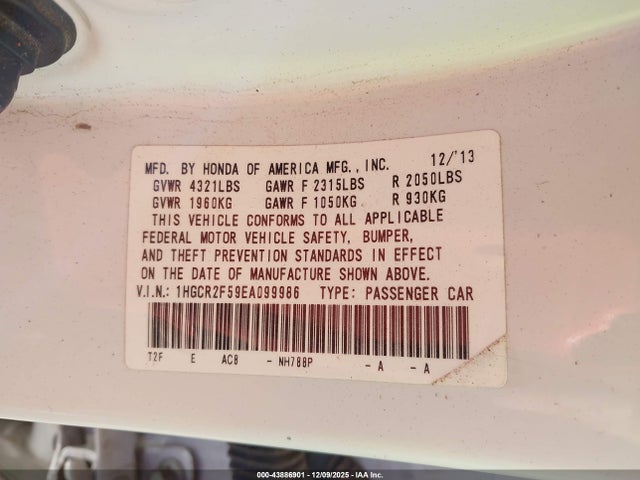 MFD. BY HONDA OF AMERICA MFG., INC. 12/'13
GVWR 4321LBS GAWR F 2315LBS R 2050LBS
GVWR 1960KG GAWR F 1050KG R 930KG
THIS VEHICLE CONFORMS TO ALL APPLICABLE
FEDERAL MOTOR VEHICLE SAFETY, BUMPER,
AND THEFT PREVENTION STANDARDS IN EFFECT
ON THE DATE OF MANUFACTURE SHOWN ABOVE.
V.I.N.: 1HGCR2F59EA099986 TYPE: PASSENGER CAR
T2F E AC8 - NH788P - A - A
000-43886901 - 12/09/2025 - IAA Inc.